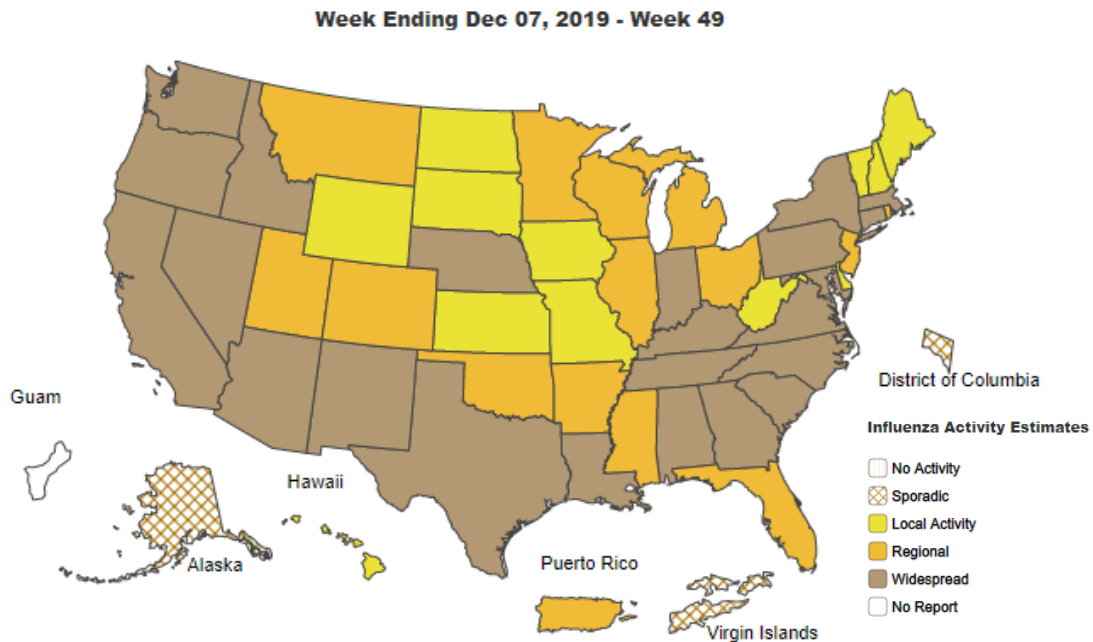 Week Ending Dec 07, 2019 - Week 49
District of Columbia
Guam
Influenza Activity Estimates
No Activity
Hawaii
Sporadic
Local Activity
Alaska
Puerto Rico
Regional
Widespread
No Report
Virgin Islands